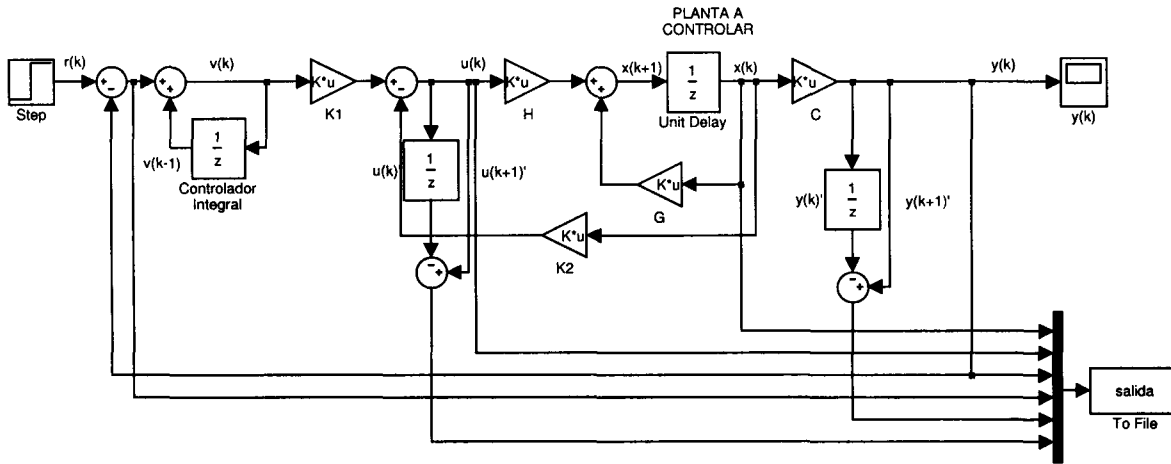 PLANTA A
CONTROLAR
r(k)
v(k)
u(k)
x(k+1)
x(k)
y(k)
+
-
+
+
K*u
+
-
K*u
+
+
1
z
K*u
Step
K1
H
Unit Delay
C
y(k)
v(k-1)
1
z
Controlador
Integral
u(k)'
1
z
u(k+1)'
K*u
G
y(k)'
1
z
y(k+1)'
K*u
K2
-
+
-
+
salida
To File